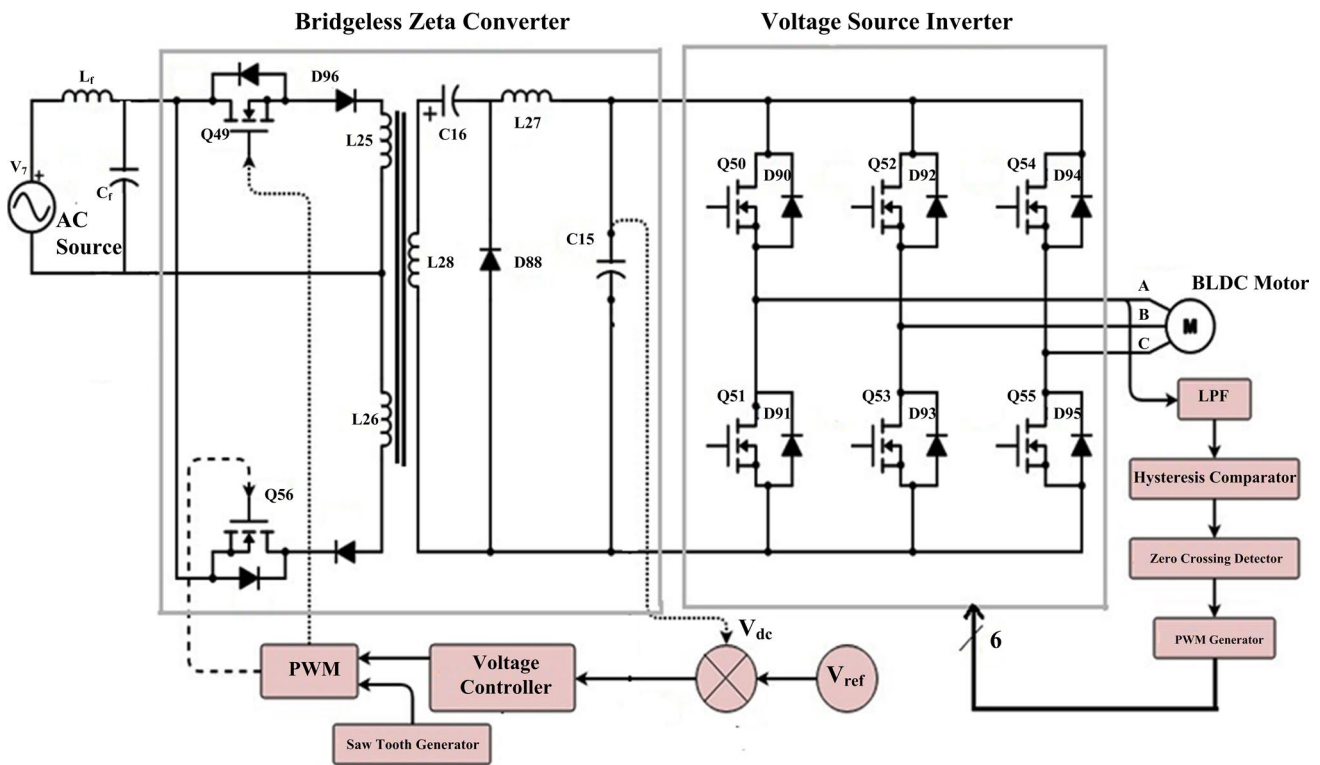 Bridgeless Zeta Converter
Voltage Source Inverter
Lf
D96
Q49
L25
C16
L27
Q50
D90
Q52
D92
Q54
D94
V7
+
Cf
AC
Source
+
C15
L28
D88
A
BLDC Motor
B
M
C
L26
Q51
D91
Q53
D93
Q55
D95
LPF
Hysteresis Comparator
Q56
Zero Crossing Detector
Vdc
6
PWM Generator
PWM
Voltage
Controller
Vref
Saw Tooth Generator